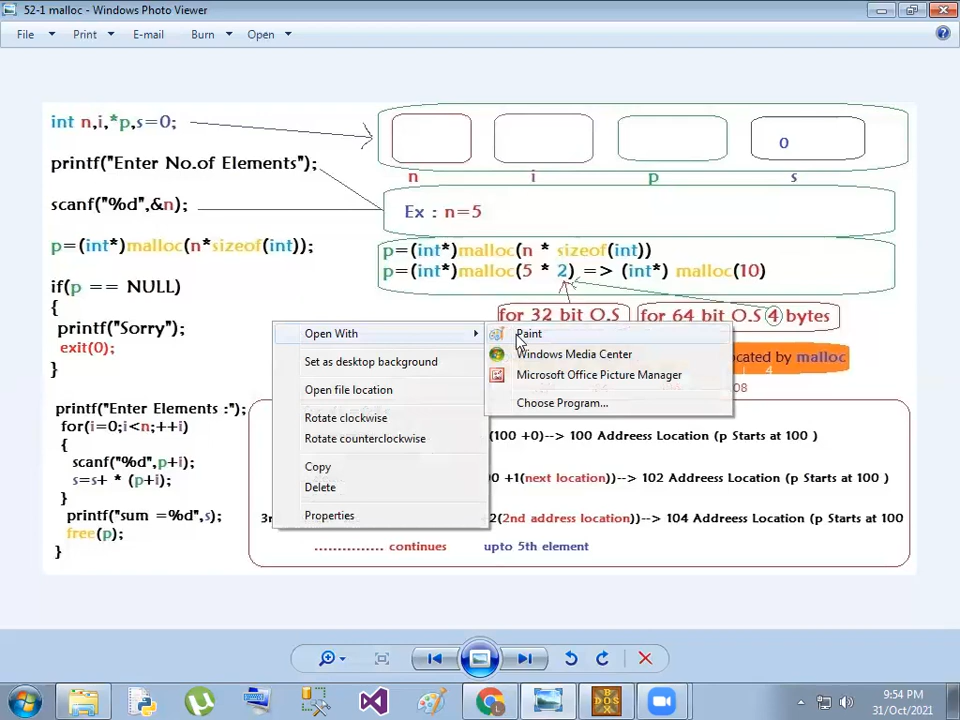 52-1 malloc - Windows Photo Viewer
File Print E-mail Burn Open
int n,i,*p,s=0;
0
printf("Enter No.of Elements");
n i p s
scanf("%d",&n);
Ex : n=5
p=(int*)malloc(n*sizeof(int));
p=(int*)malloc(n * sizeof(int))
p=(int*)malloc(5 * 2) => (int*) malloc(10)
if(p == NULL)
{
for 32 bit O.S for 64 bit O.S 4 bytes
printf("Sorry");
exit(0);
}
Open With
Set as desktop background
Open file location
Rotate clockwise
Rotate counterclockwise
Copy
Delete
Properties
Paint
Windows Media Center
Microsoft Office Picture Manager
Choose Program...
cated by malloc
4
08
printf("Enter Elements :");
for(i=0;i<n;++i)
{
scanf("%d",p+i);
s=s+ * (p+i);
}
printf("sum =%d",s);
free(p);
}
(100 +0)--> 100 Addreess Location (p Starts at 100 )
0 +1(next location))--> 102 Addreess Location (p Starts at 100 )
2(2nd address location))--> 104 Addreess Location (p Starts at 100
............... continues upto 5th element
9:54 PM
31/Oct/2021